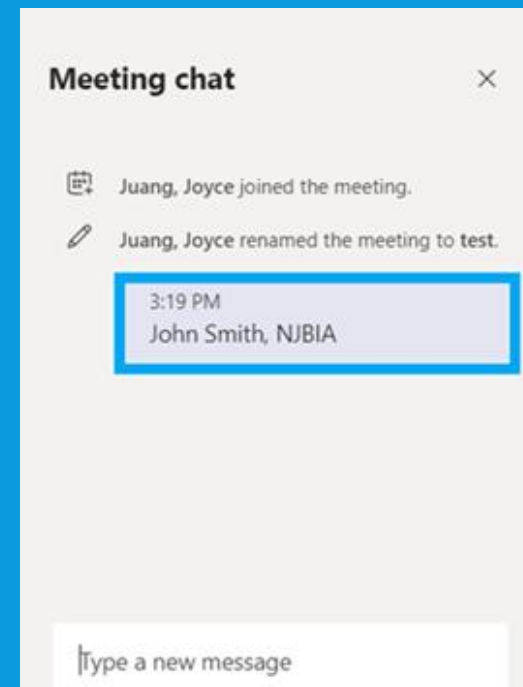 Meeting chat
Juang, Joyce joined the meeting.
Juang, Joyce renamed the meeting to test.
3:19 PM
John Smith, NJBIA
Type a new message